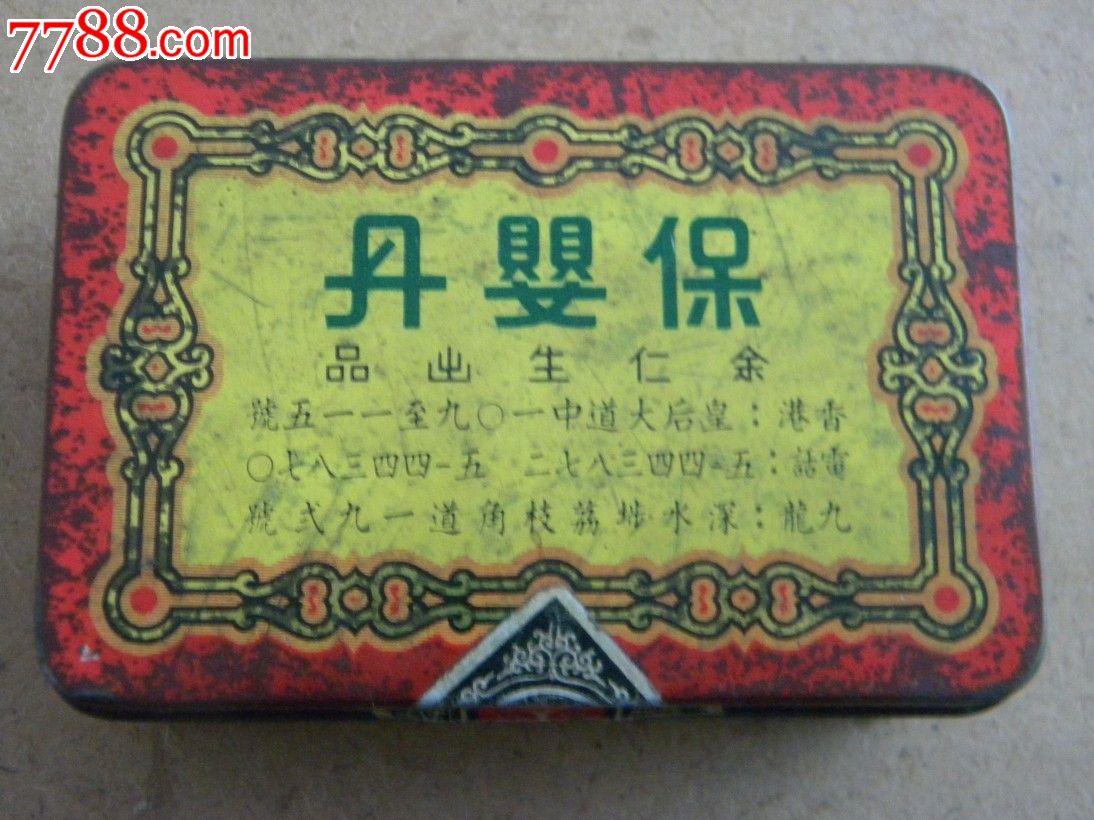 7788.com
保嬰丹
余仁生出品
香港：皇后大道中一〇九至一一五號
電話：五-四四三八七二 五-四四三八七〇
九龍：深水埗荔枝角道一九弍號